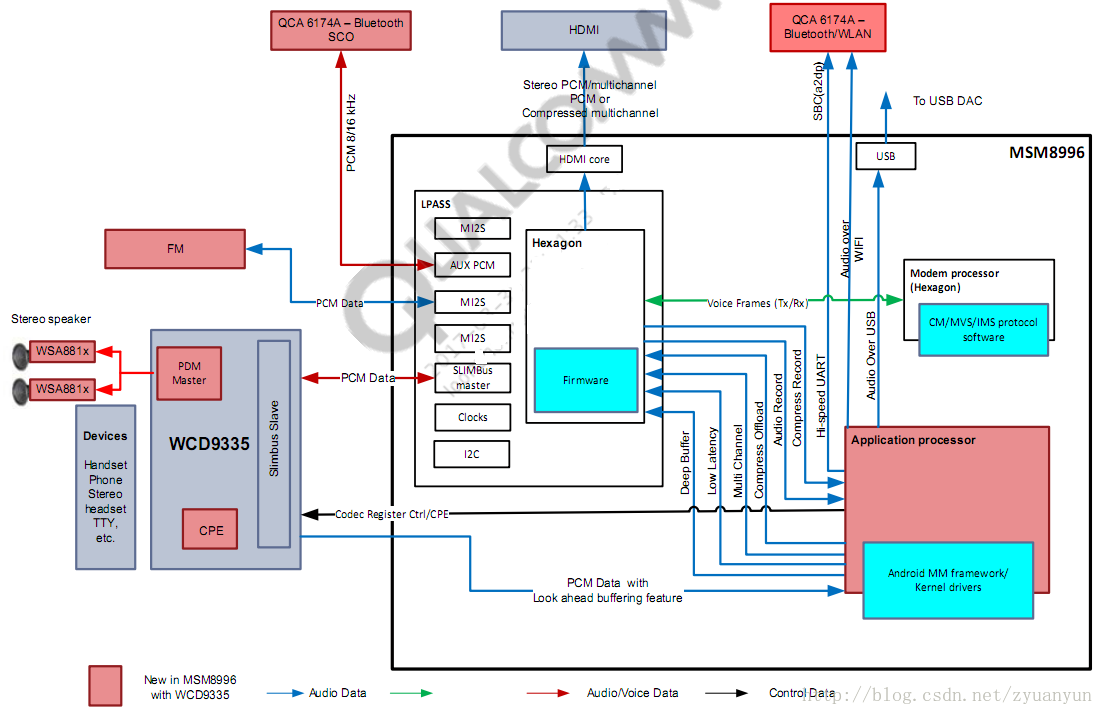 QCA 6174A – Bluetooth
SCO
HDMI
QCA 6174A –
Bluetooth/WLAN
PCM 8/16 kHz
Stereo PCM/multichannel
PCM or
Compressed multichannel
SBC(a2dp)
To USB DAC
QUALCOMM
MSM8996
HDMI core
USB
LPASS
MI2S
AUX PCM
MI2S
MI2S
SLIMBus
master
Clocks
I2C
Hexagon
Firmware
FM
PCM Data
Audio over
WIFI
Modem processor
(Hexagon)
CM/MVS/IMS protocol
software
Voice Frames (Tx/Rx)
Stereo speaker
WSA881x
WSA881x
PDM
Master
WCD9335
Slimbus Slave
CPE
PCM Data
Devices
Handset
Phone
Stereo
headset
TTY,
etc.
Deep Buffer
Low Latency
Multi Channel
Compress Offload
Audio Record
Compress Record
Hi-speed UART
Audio Over USB
Application processor
Android MM framework/
Kernel drivers
Codec Register Ctrl/CPE
PCM Data with
Look ahead buffering feature
New in MSM8996
with WCD9335
Audio Data
Audio/Voice Data
Control Data
http://blog.csdn.net/zyuanyun